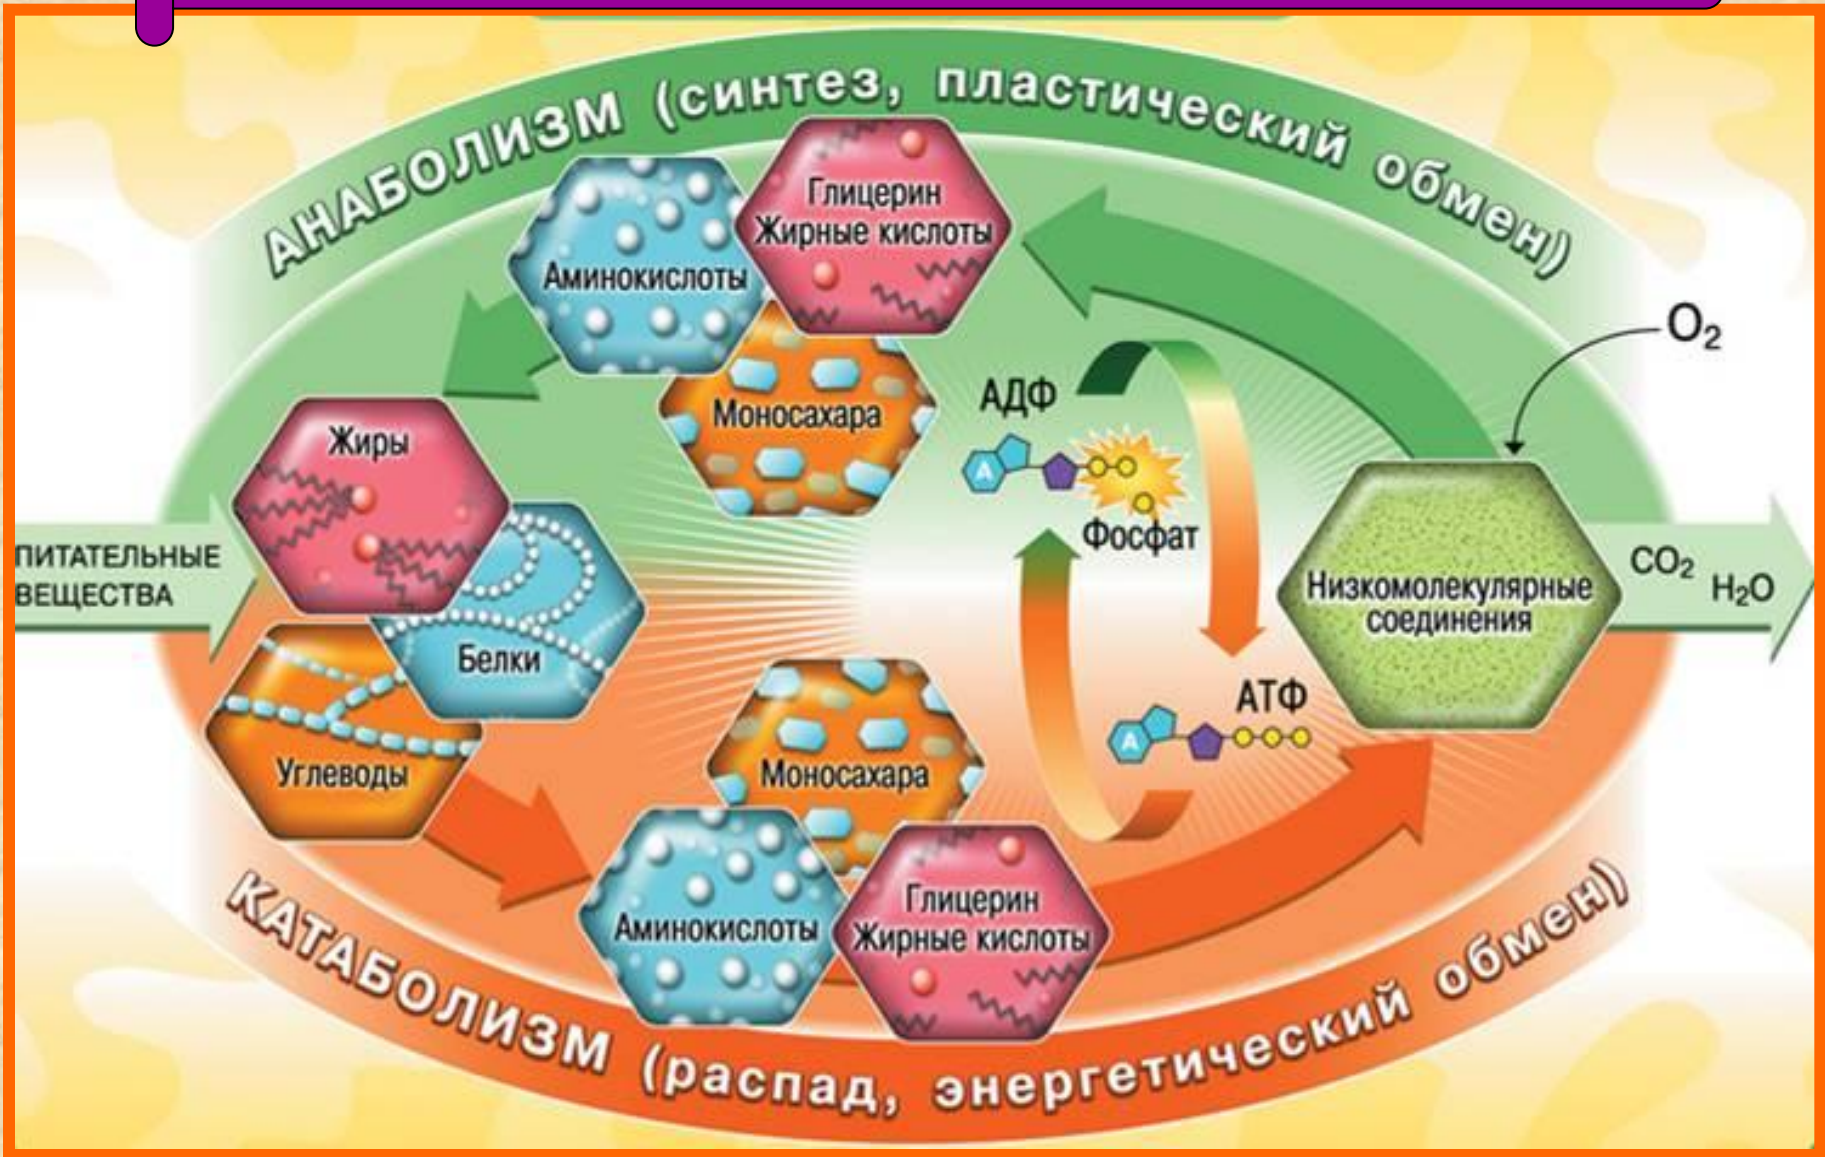 АНАБОЛИЗМ (синтез, пластический обмен)
Глицерин
Жирные кислоты
Аминокислоты
Моносахара
O₂
АДФ
А
Фосфат
Жиры
ПИТАТЕЛЬНЫЕ
ВЕЩЕСТВА
Белки
Углеводы
Низкомолекулярные
соединения
CO₂
H₂O
АТФ
А
Моносахара
Аминокислоты
Глицерин
Жирные кислоты
КАТАБОЛИЗМ (распад, энергетический обмен)